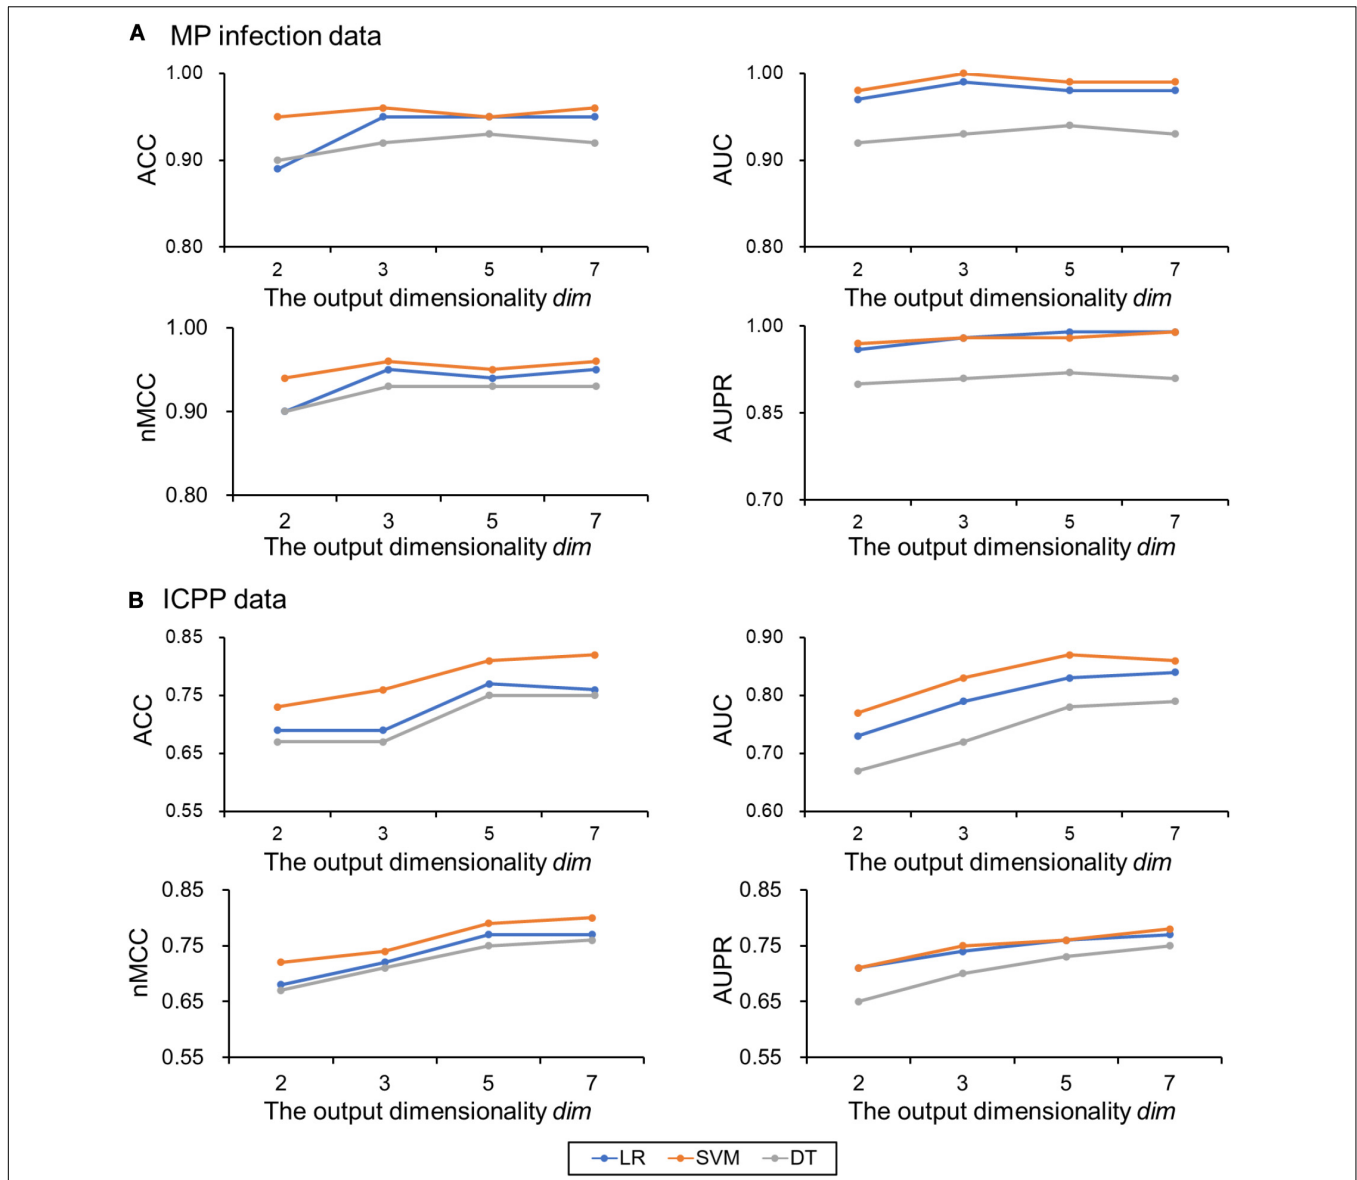 A MP infection data
ACC
1.00
0.90
0.80
2 3 5 7
The output dimensionality dim
AUC
1.00
0.90
0.80
2 3 5 7
The output dimensionality dim
nMCC
1.00
0.90
0.80
2 3 5 7
The output dimensionality dim
AUPR
1.00
0.85
0.70
2 3 5 7
The output dimensionality dim
B ICPP data
ACC
0.85
0.75
0.65
0.55
2 3 5 7
The output dimensionality dim
AUC
0.90
0.80
0.70
0.60
2 3 5 7
The output dimensionality dim
nMCC
0.85
0.75
0.65
0.55
2 3 5 7
The output dimensionality dim
AUPR
0.85
0.75
0.65
0.55
2 3 5 7
The output dimensionality dim
LR SVM DT